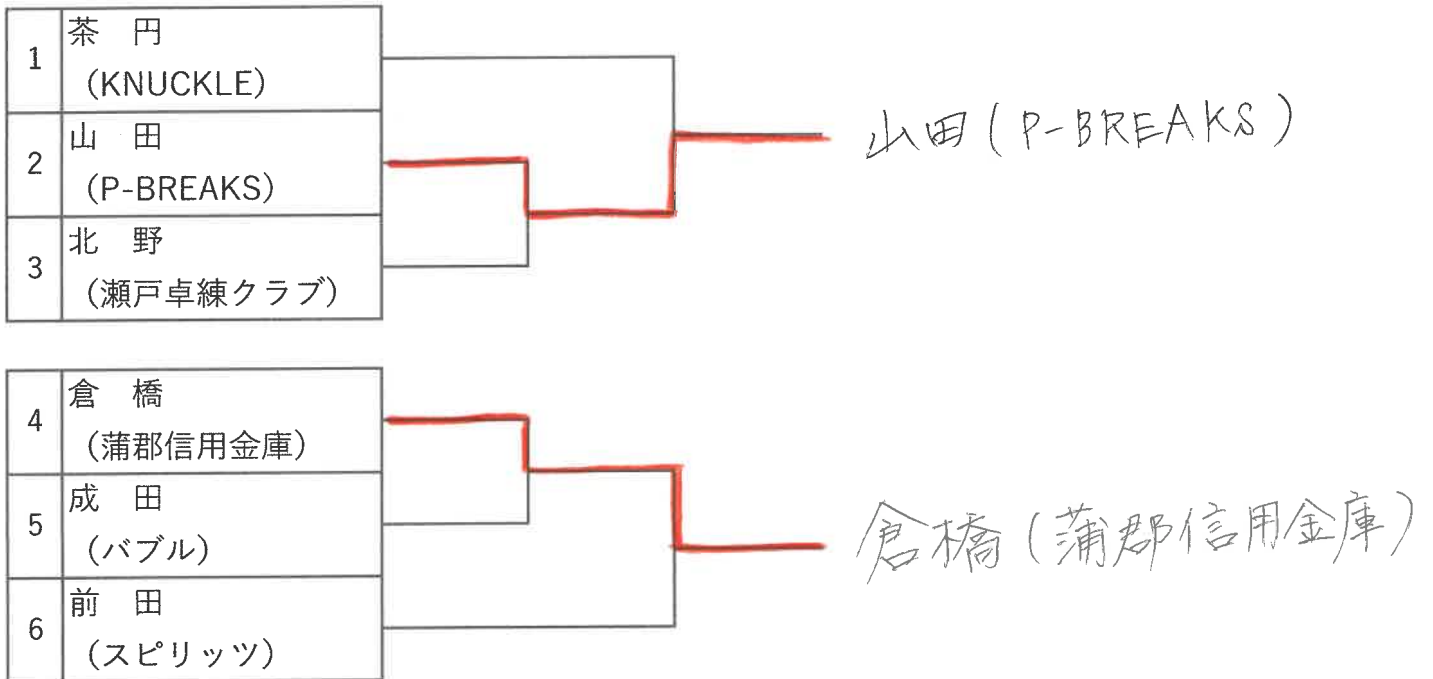 1
茶　円
（KNUCKLE）
2
山　田
（P-BREAKS）
3
北　野
（瀬戸卓練クラブ）
山田（P-BREAKS）
4
倉　橋
（蒲郡信用金庫）
5
成　田
（バブル）
6
前　田
（スピリッツ）
倉橋（蒲郡信用金庫）